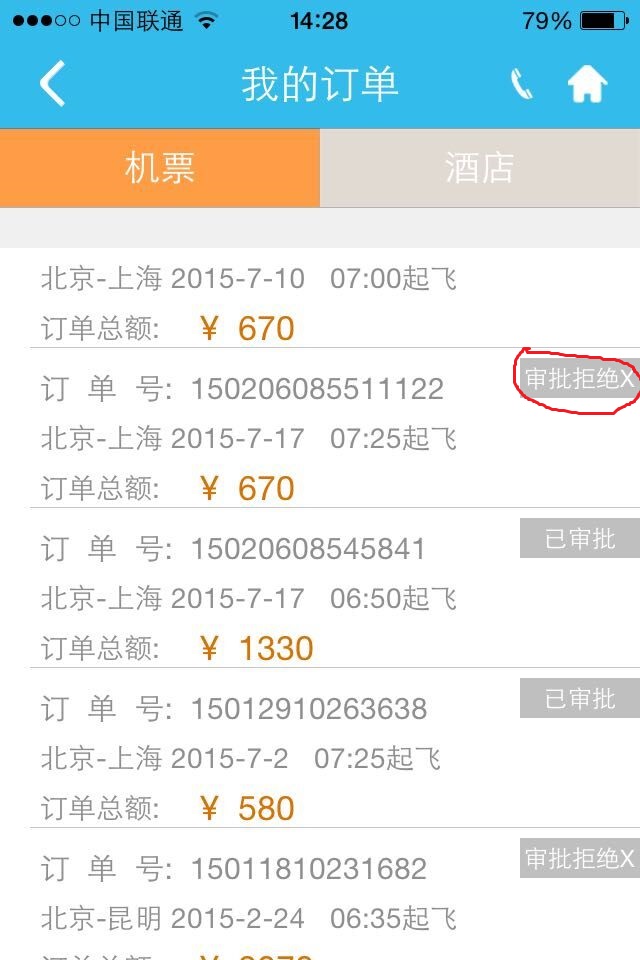 中国联通 14:28 79%
我的订单
机票 酒店
北京-上海 2015-7-10 07:00起飞
订单总额: ¥ 670
订 单 号: 150206085511122 审批拒绝X
北京-上海 2015-7-17 07:25起飞
订单总额: ¥ 670
已审批
订 单 号: 15020608545841
北京-上海 2015-7-17 06:50起飞
订单总额: ¥ 1330
已审批
订 单 号: 15012910263638
北京-上海 2015-7-2 07:25起飞
订单总额: ¥ 580
审批拒绝X
订 单 号: 15011810231682
北京-昆明 2015-2-24 06:35起飞
订单总额: ¥